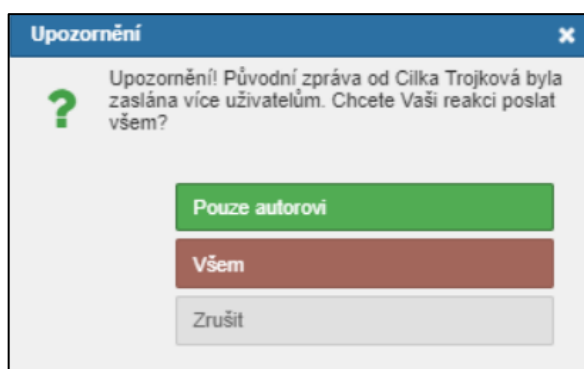 Upozornění
Upozornění! Původní zpráva od Cilka Trojková byla
zaslána více uživatelům. Chcete Vaši reakci poslat
všem?
Pouze autorovi
Všem
Zrušit